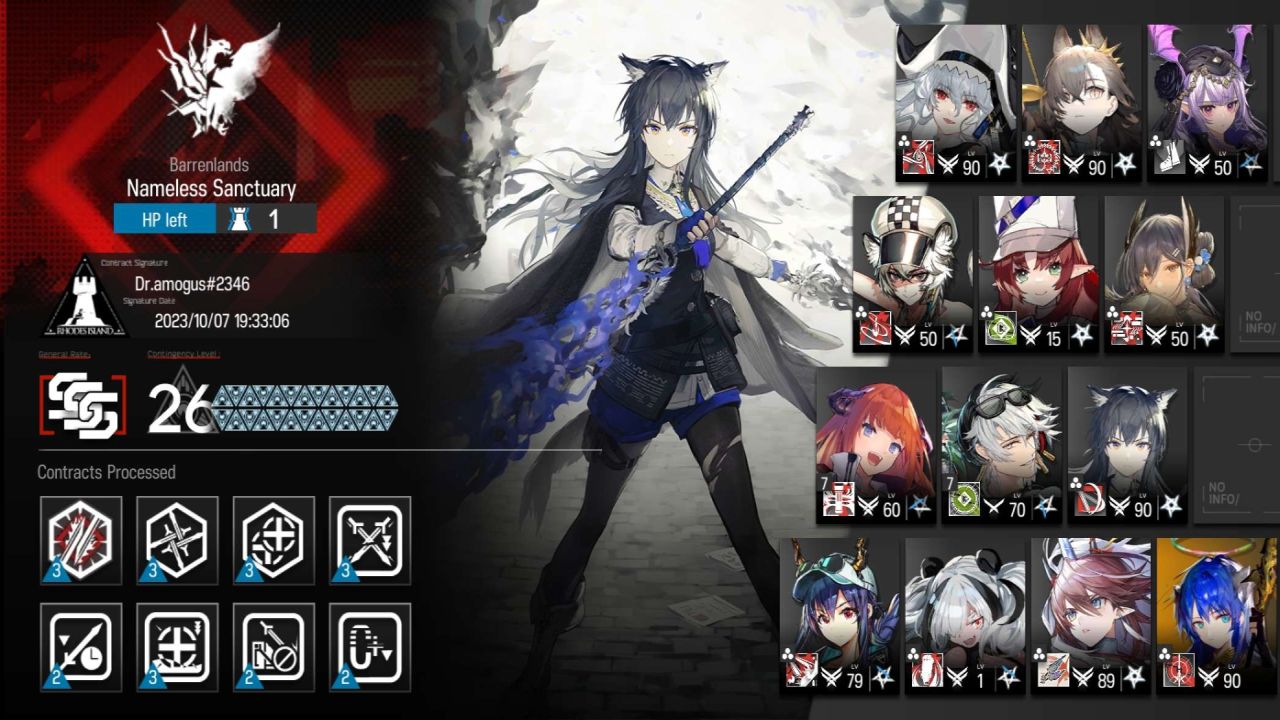 Barrenlands
Nameless Sanctuary
HP left 1
Contract Signature
Dr.amogus#2346
Signature Date
2023/10/07 19:33:06
RHODES ISLAND
General Rate:
Contingency Level:
26
Contracts Processed
3
3
3
3
2
3
2
2
LV 90
LV 90
LV 50
LV 50
LV 15
LV 50
NO INFO/
7 LV 60
7 LV 70
LV 90
NO INFO/
LV 79
LV 1
LV 89
LV 90